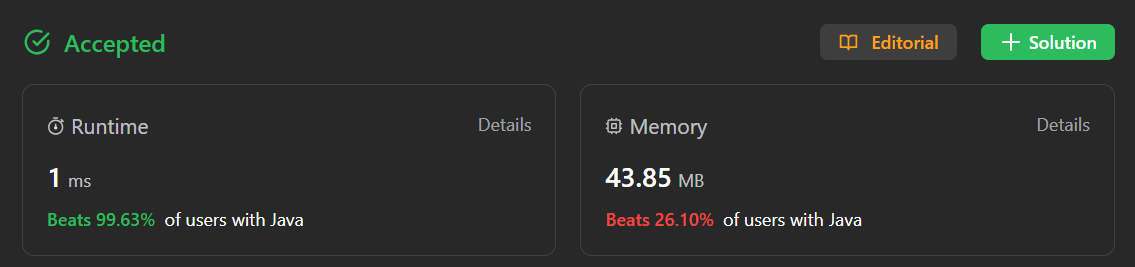 Accepted
Editorial
Solution
Runtime
Details
1 ms
Beats 99.63% of users with Java
Memory
Details
43.85 MB
Beats 26.10% of users with Java